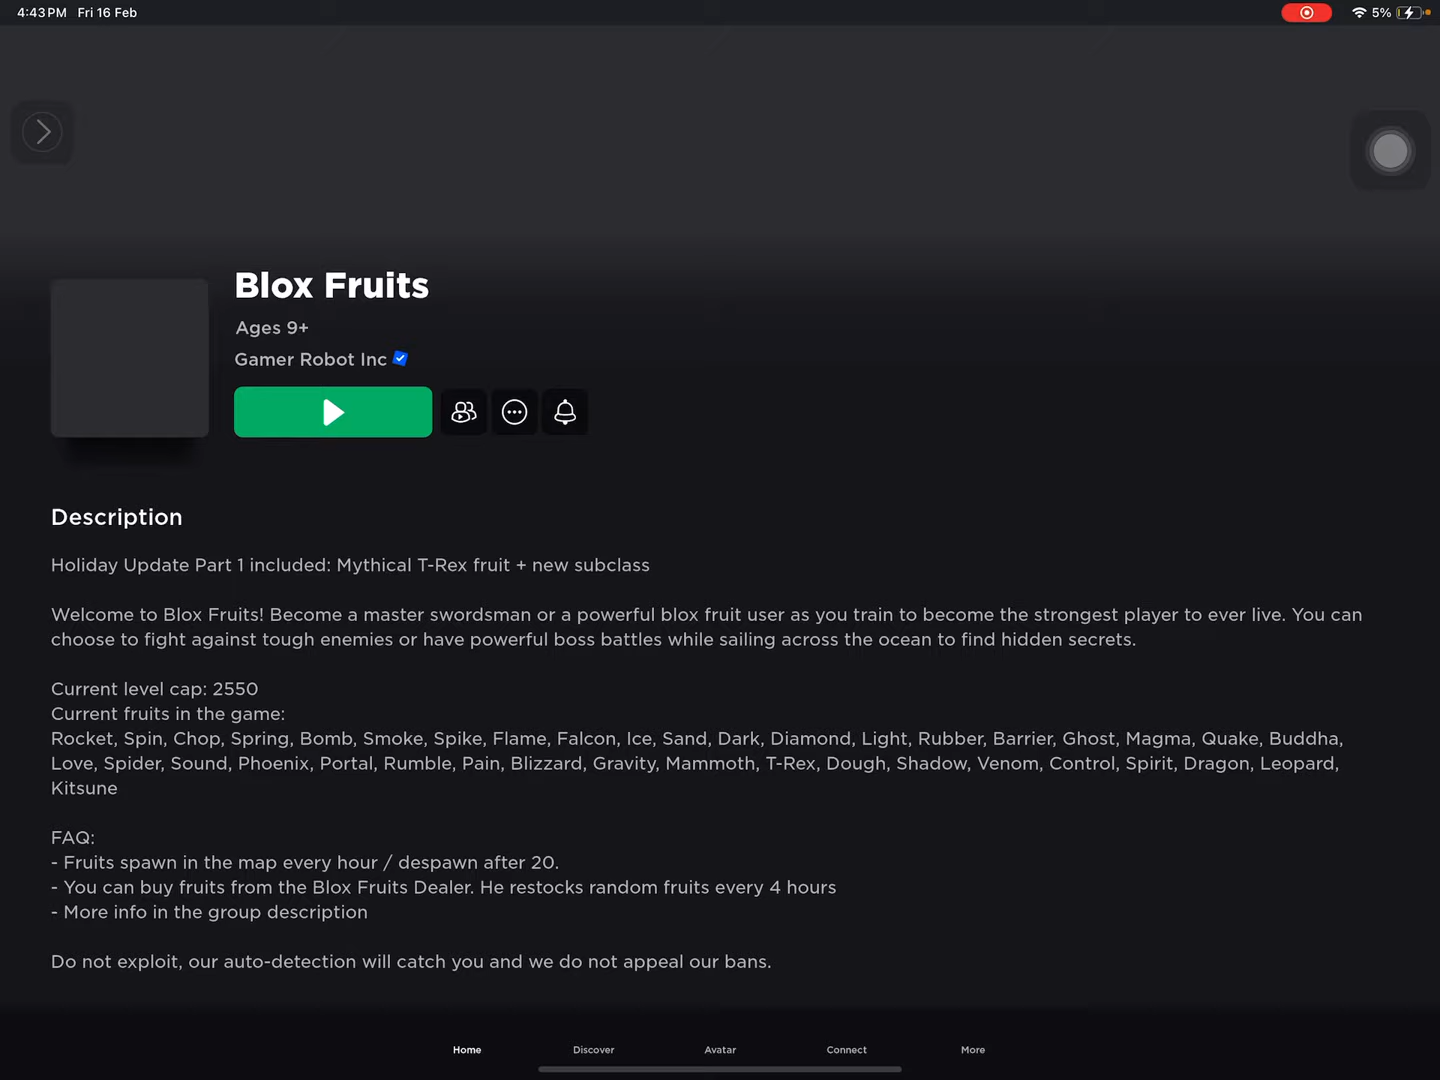 4:43 PM Fri 16 Feb
5%
Blox Fruits
Ages 9+
Gamer Robot Inc
Description
Holiday Update Part 1 included: Mythical T-Rex fruit + new subclass
Welcome to Blox Fruits! Become a master swordsman or a powerful blox fruit user as you train to become the strongest player to ever live. You can
choose to fight against tough enemies or have powerful boss battles while sailing across the ocean to find hidden secrets.
Current level cap: 2550
Current fruits in the game:
Rocket, Spin, Chop, Spring, Bomb, Smoke, Spike, Flame, Falcon, Ice, Sand, Dark, Diamond, Light, Rubber, Barrier, Ghost, Magma, Quake, Buddha,
Love, Spider, Sound, Phoenix, Portal, Rumble, Pain, Blizzard, Gravity, Mammoth, T-Rex, Dough, Shadow, Venom, Control, Spirit, Dragon, Leopard,
Kitsune
FAQ:
- Fruits spawn in the map every hour / despawn after 20.
- You can buy fruits from the Blox Fruits Dealer. He restocks random fruits every 4 hours
- More info in the group description
Do not exploit, our auto-detection will catch you and we do not appeal our bans.
Home Discover Avatar Connect More